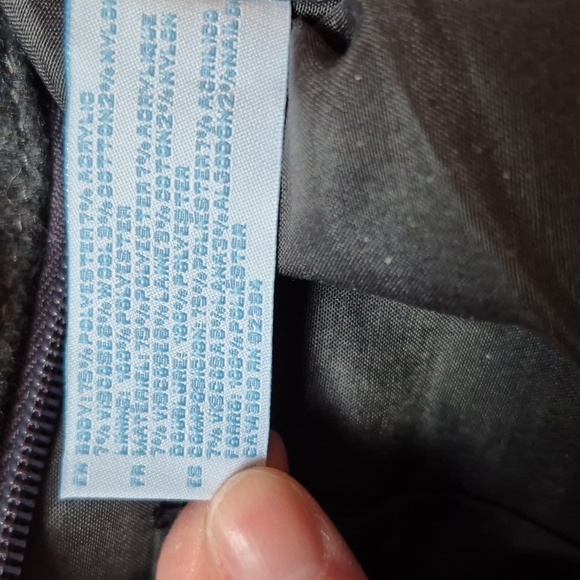 EN BODY: 75% POLYESTER 7% ACRYLIC
7% VISCOSE 6% WOOL 3% COTTON 2% NYLON
LINING: 100% POLYESTER
FR MATERIEL: 75% POLYESTER 7% ACRYLIQUE
7% VISCOSE 6% LAINE 3% COTON 2% NYLON
DOUBLURE: 100% POLYESTER
ES COMPOSICION: 75% POLIESTER 7% ACRILICO
7% VISCOSA 6% LANA 3% ALGODON 2% NAILON
FORRO: 100% POLIESTER
RN